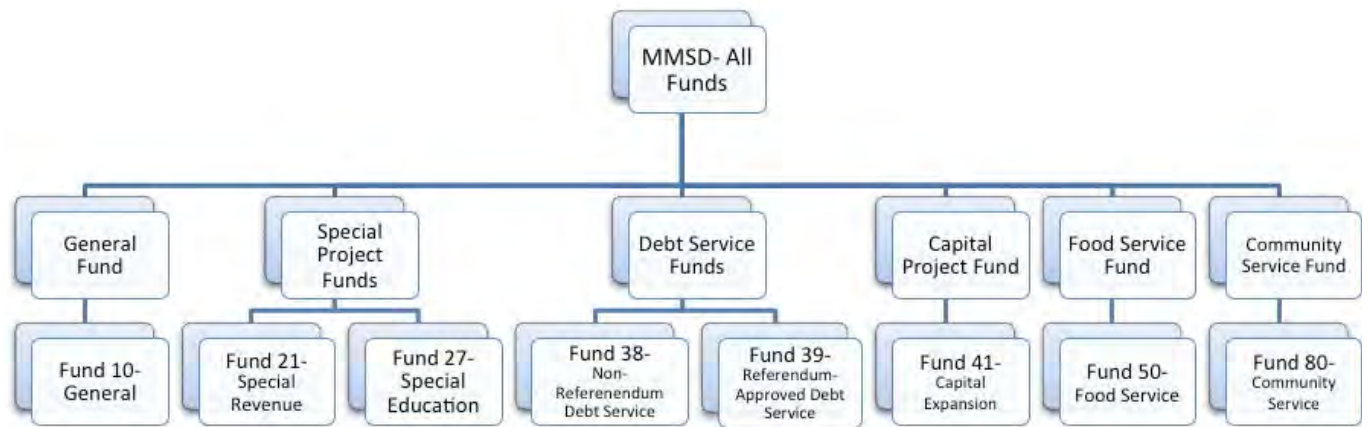 MMSD- All
Funds
General
Fund
Special
Project
Funds
Debt Service
Funds
Capital
Project Fund
Food Service
Fund
Community
Service Fund
Fund 10-
General
Fund 21-
Special
Revenue
Fund 27-
Special
Education
Fund 38-
Non-
Referenendum
Debt Service
Fund 39-
Referendum-
Approved Debt
Service
Fund 41-
Capital
Expansion
Fund 50-
Food Service
Fund 80-
Community
Service